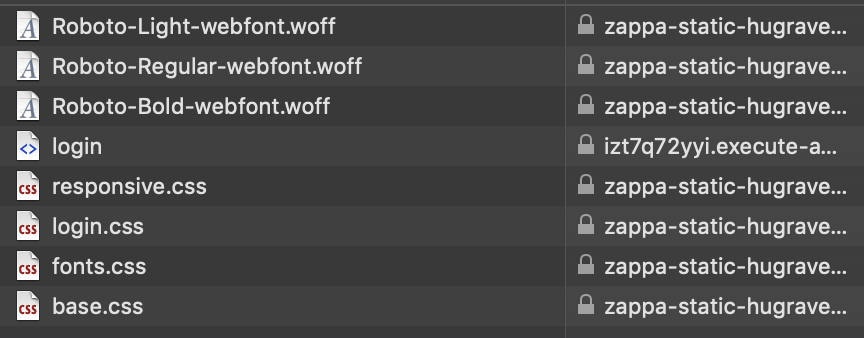 Roboto-Light-webfont.woff zappa-static-hugrave...
Roboto-Regular-webfont.woff zappa-static-hugrave...
Roboto-Bold-webfont.woff zappa-static-hugrave...
login izt7q72yyi.execute-a...
responsive.css zappa-static-hugrave...
login.css zappa-static-hugrave...
fonts.css zappa-static-hugrave...
base.css zappa-static-hugrave...